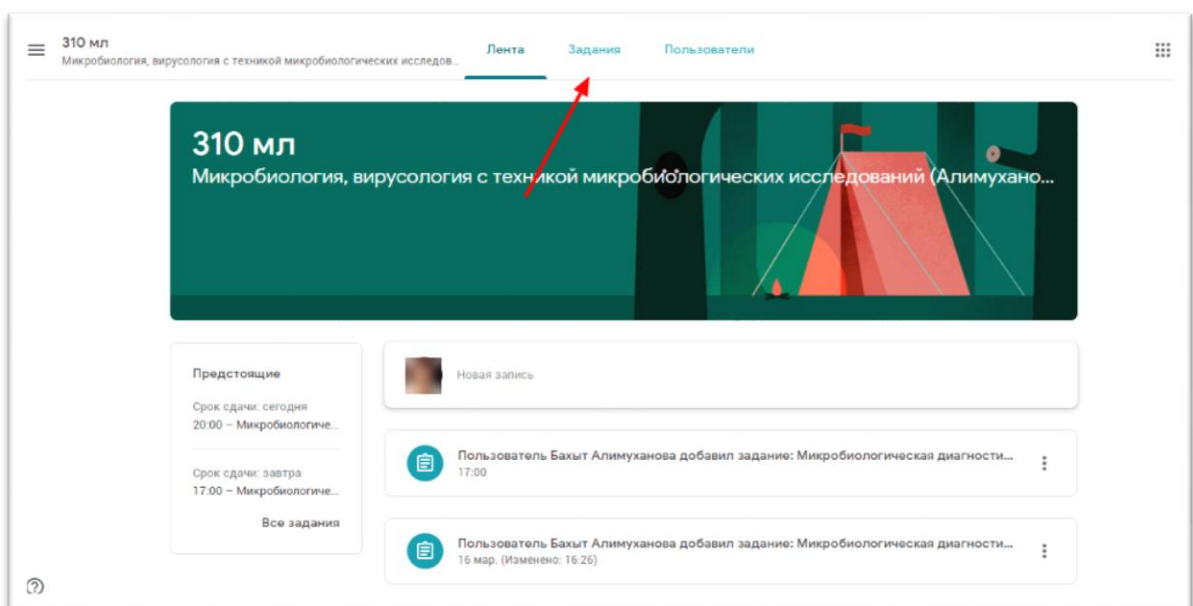 310 мл
Микробиология, вирусология с техникой микробиологических исследов...
Лента
Задания
Пользователи
310 мл
Микробиология, вирусология с техникой микробиологических исследований (Алимухано...
Предстоящие
Срок сдачи: сегодня
20:00 – Микробиологиче...
Срок сдачи: завтра
17:00 – Микробиологиче...
Все задания
Новая запись
Пользователь Бахыт Алимуханова добавил задание: Микробиологическая диагности...
17:00
Пользователь Бахыт Алимуханова добавил задание: Микробиологическая диагности...
16 мар. (Изменено: 16:26)